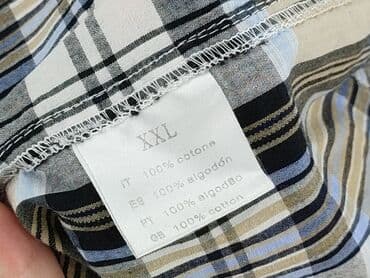 XXL
IT 100% cotone
ES 100% algodón
PT 100% algodão
GB 100% cotton